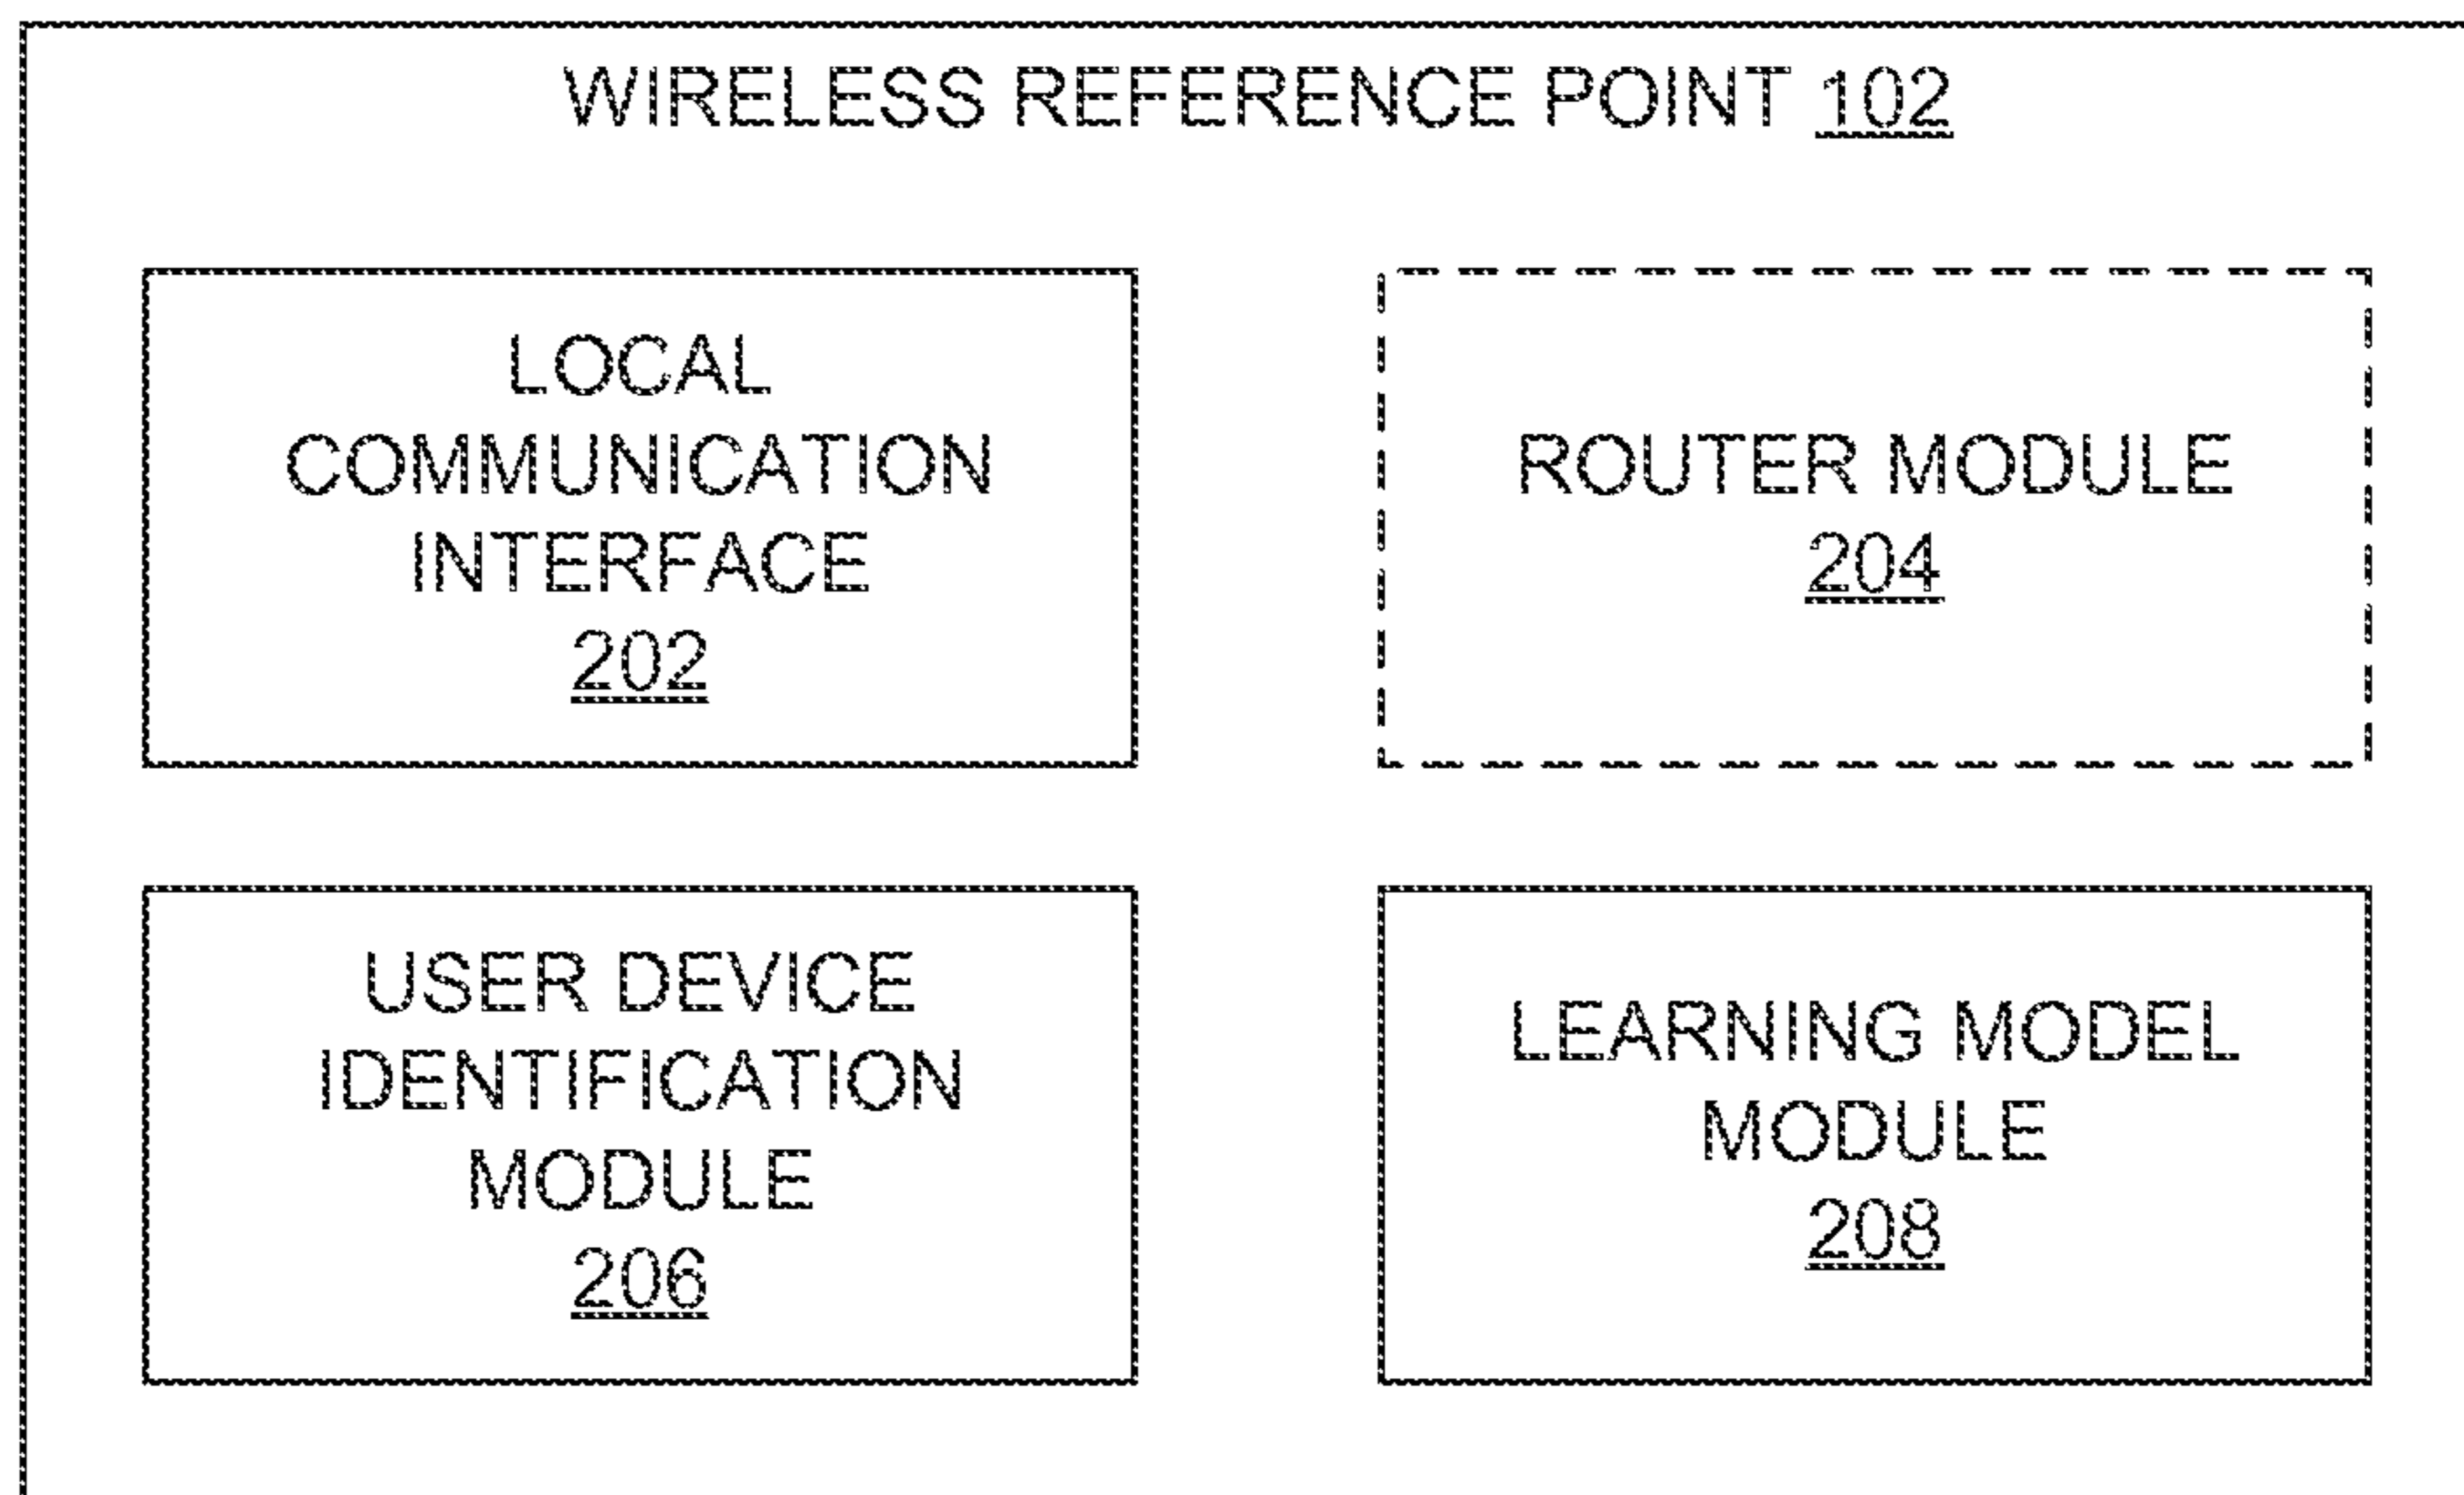 WIRELESS REFERENCE POINT 102
LOCAL
COMMUNICATION
INTERFACE
202
ROUTER MODULE
204
USER DEVICE
IDENTIFICATION
MODULE
206
LEARNING MODEL
MODULE
208